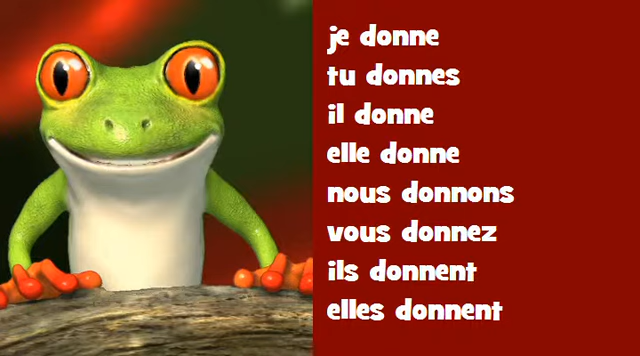 je donne
tu donnes
il donne
elle donne
nous donnons
vous donnez
ils donnent
elles donnent